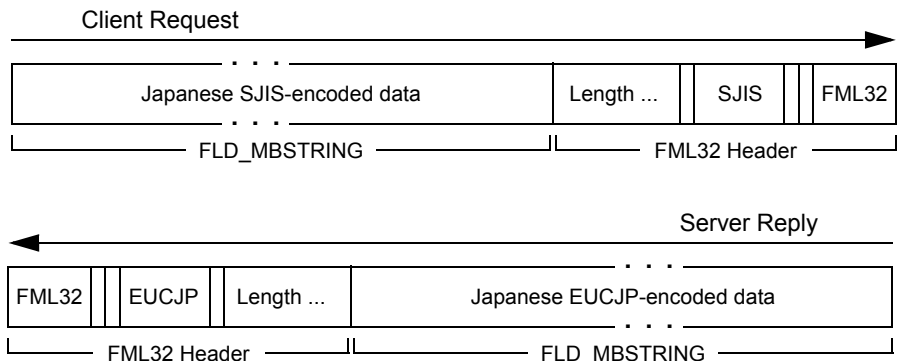 Client Request
Japanese SJIS-encoded data Length ... SJIS FML32
FLD_MBSTRING FML32 Header
Server Reply
FML32 EUCJP Length ... Japanese EUCJP-encoded data
FML32 Header FLD_MBSTRING